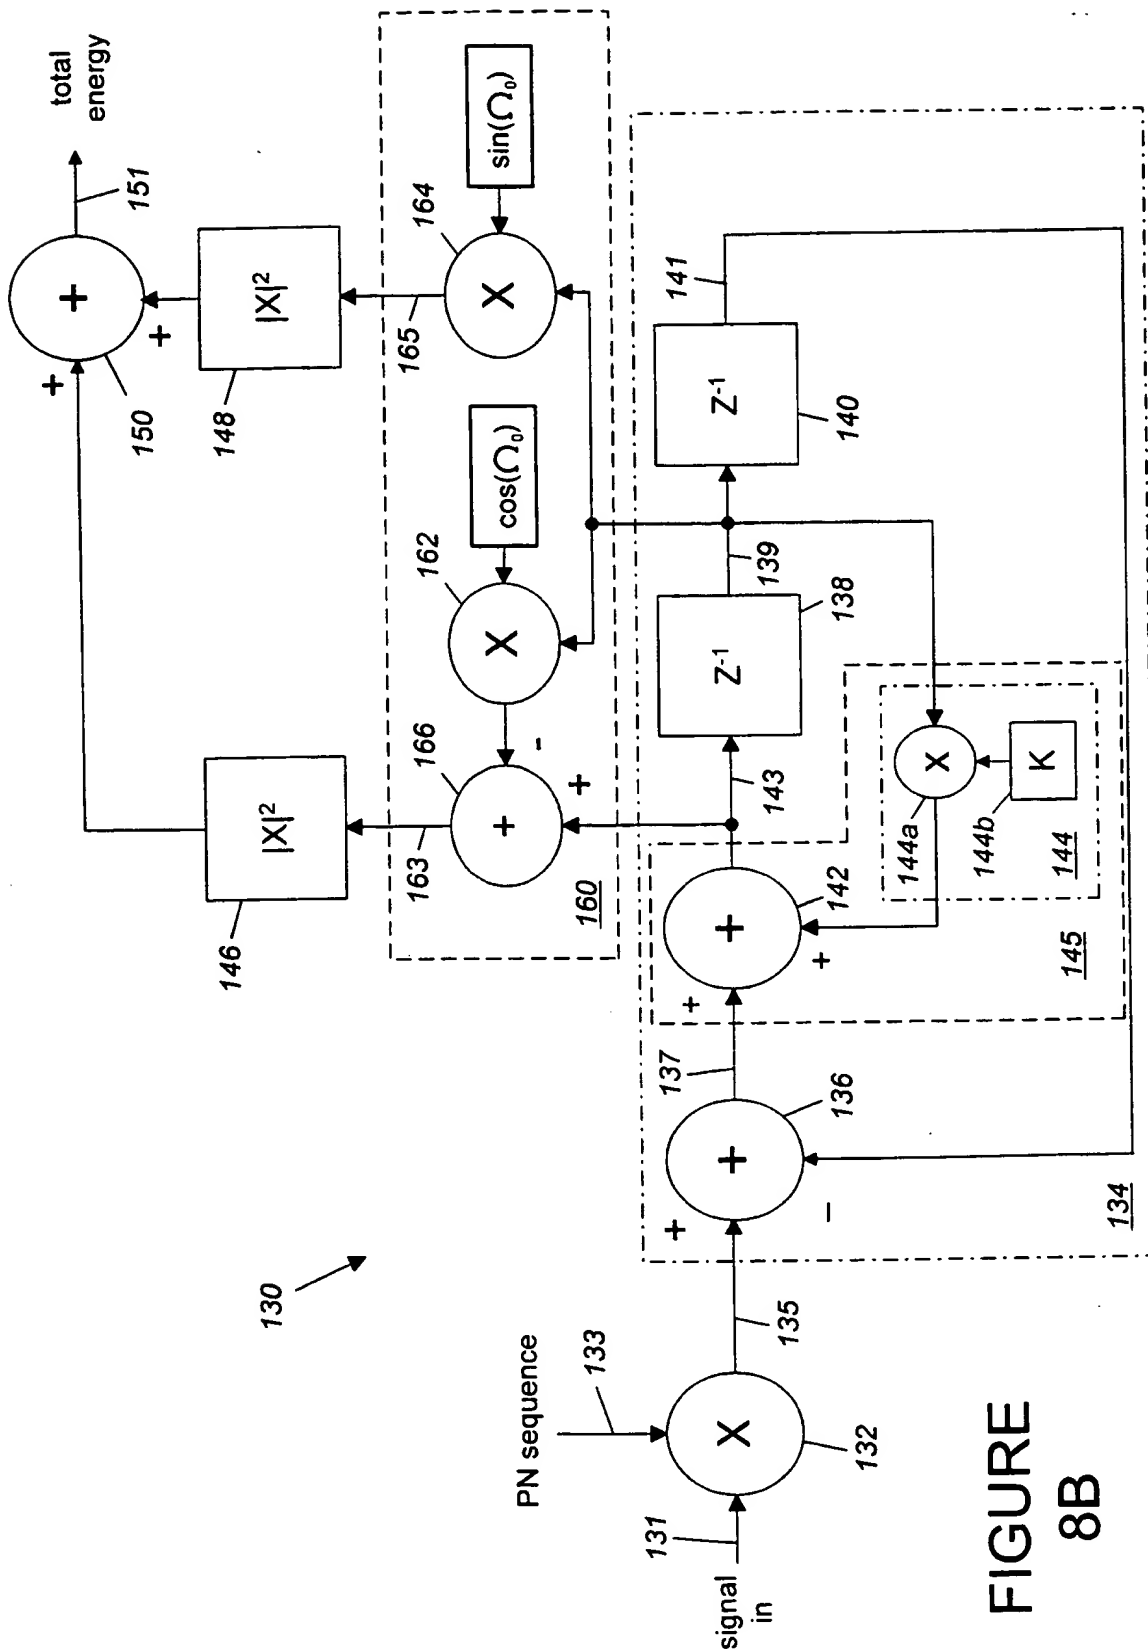 130
signal
in
131
PN sequence
133
X
132
135
+
-
+
136
137
134
+
+
+
142
143
145
X
144a
K
144b
144
Z⁻¹
138
139
Z⁻¹
140
141
160
+
166
+
-
163
X
162
cos(Ω₀)
X
164
165
sin(Ω₀)
|X|²
146
|X|²
148
+
+
+
150
151
total
energy
FIGURE
8B